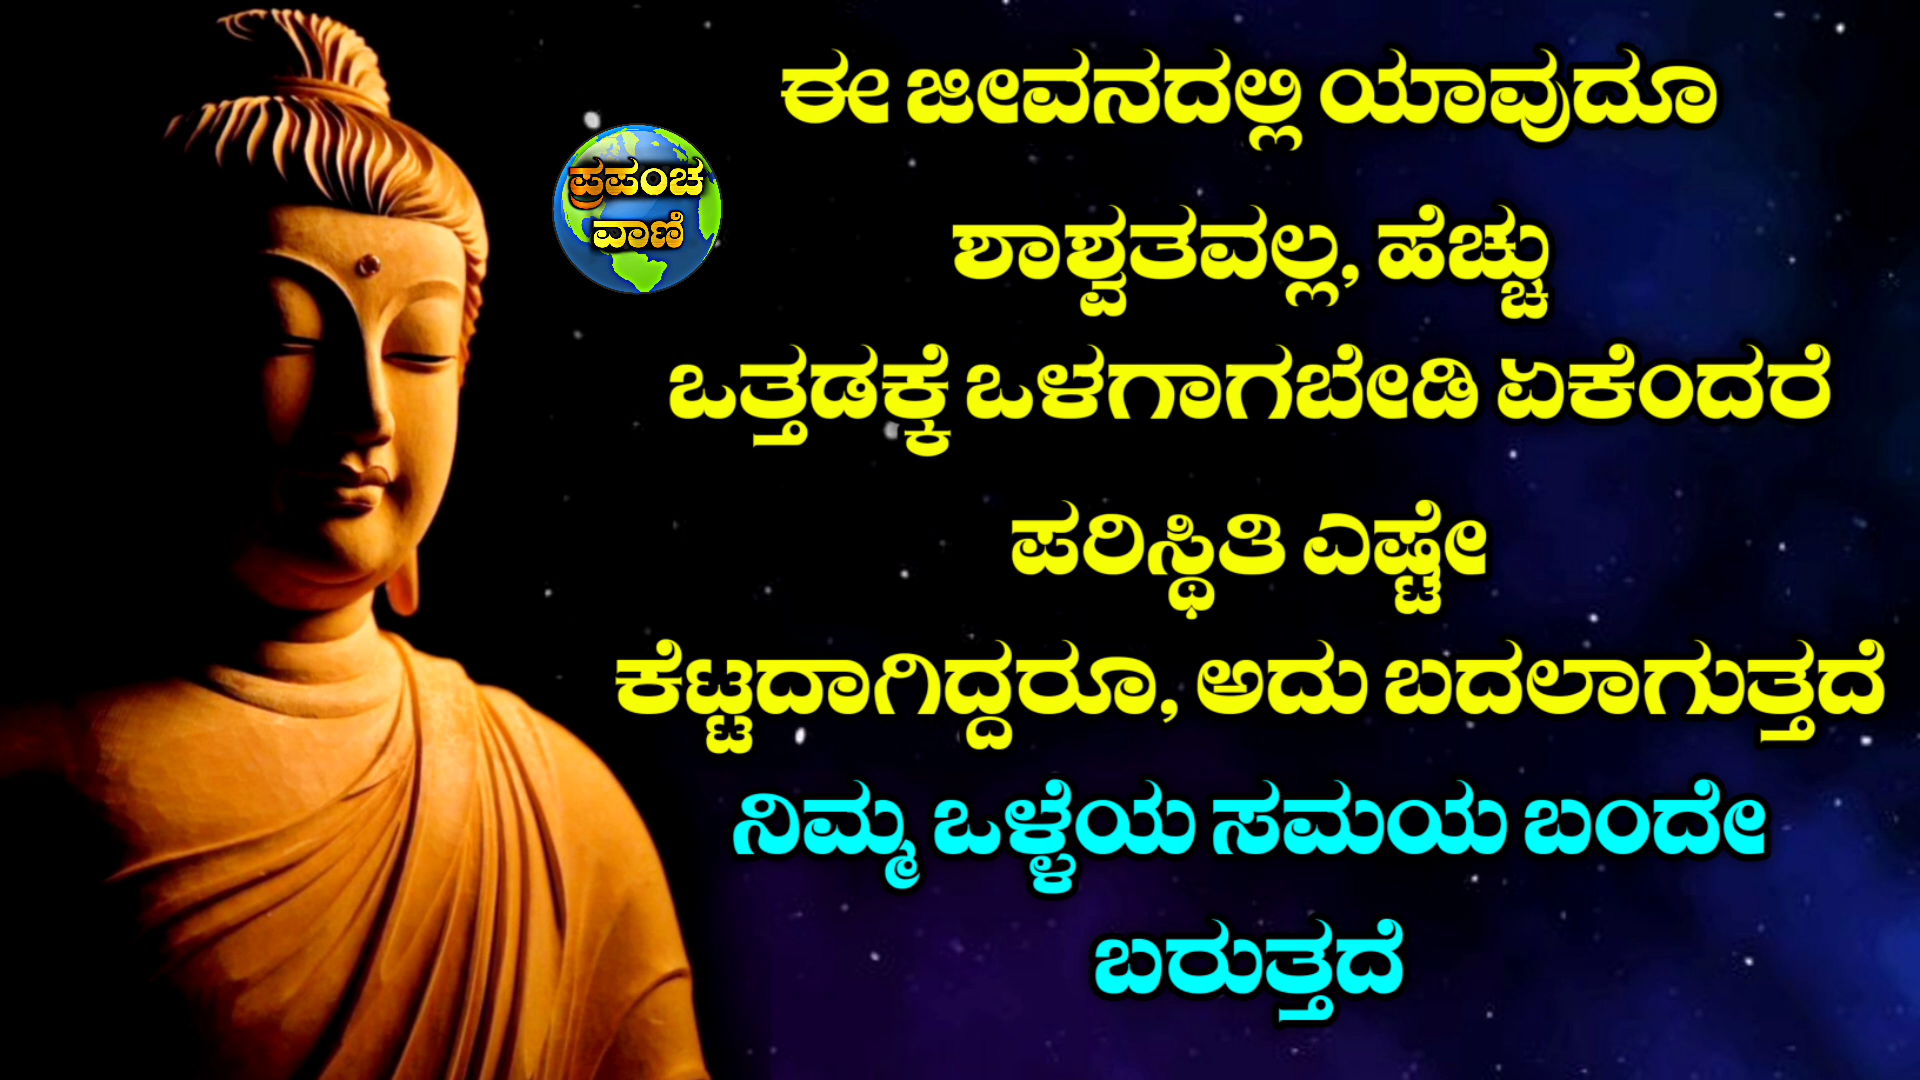 ಪ್ರಪಂಚ
ವಾಣಿ
ಈ ಜೀವನದಲ್ಲಿ ಯಾವುದೂ
ಶಾಶ್ವತವಲ್ಲ, ಹೆಚ್ಚು
ಒತ್ತಡಕ್ಕೆ ಒಳಗಾಗಬೇಡಿ ಏಕೆಂದರೆ
ಪರಿಸ್ಥಿತಿ ಎಷ್ಟೇ
ಕೆಟ್ಟದಾಗಿದ್ದರೂ, ಅದು ಬದಲಾಗುತ್ತದೆ
ನಿಮ್ಮ ಒಳ್ಳೆಯ ಸಮಯ ಬಂದೇ
ಬರುತ್ತದೆ